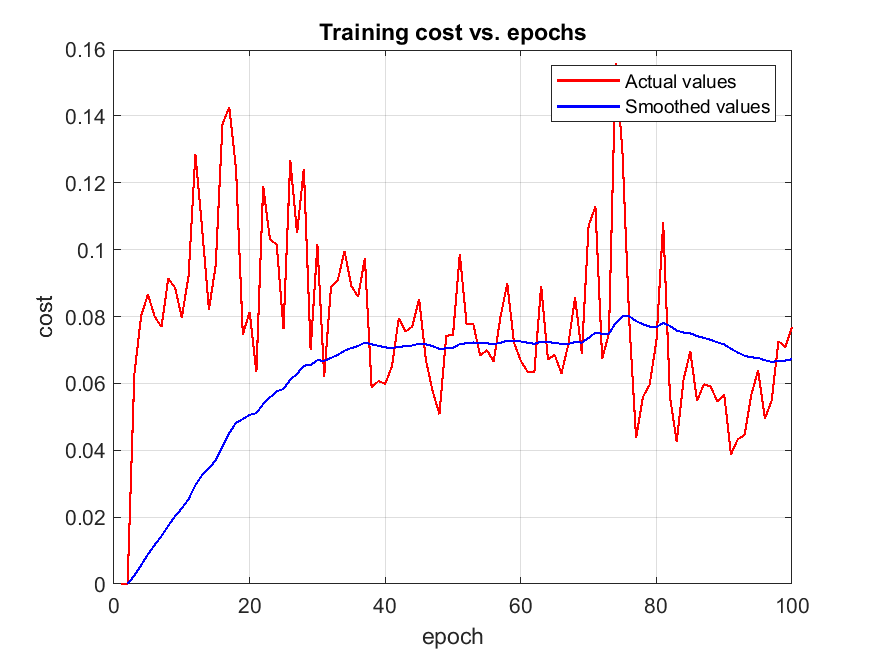 Training cost vs. epochs
Actual values
Smoothed values
0.16
0.14
0.12
0.1
0.08
0.06
0.04
0.02
0
cost
0 20 40 60 80 100
epoch